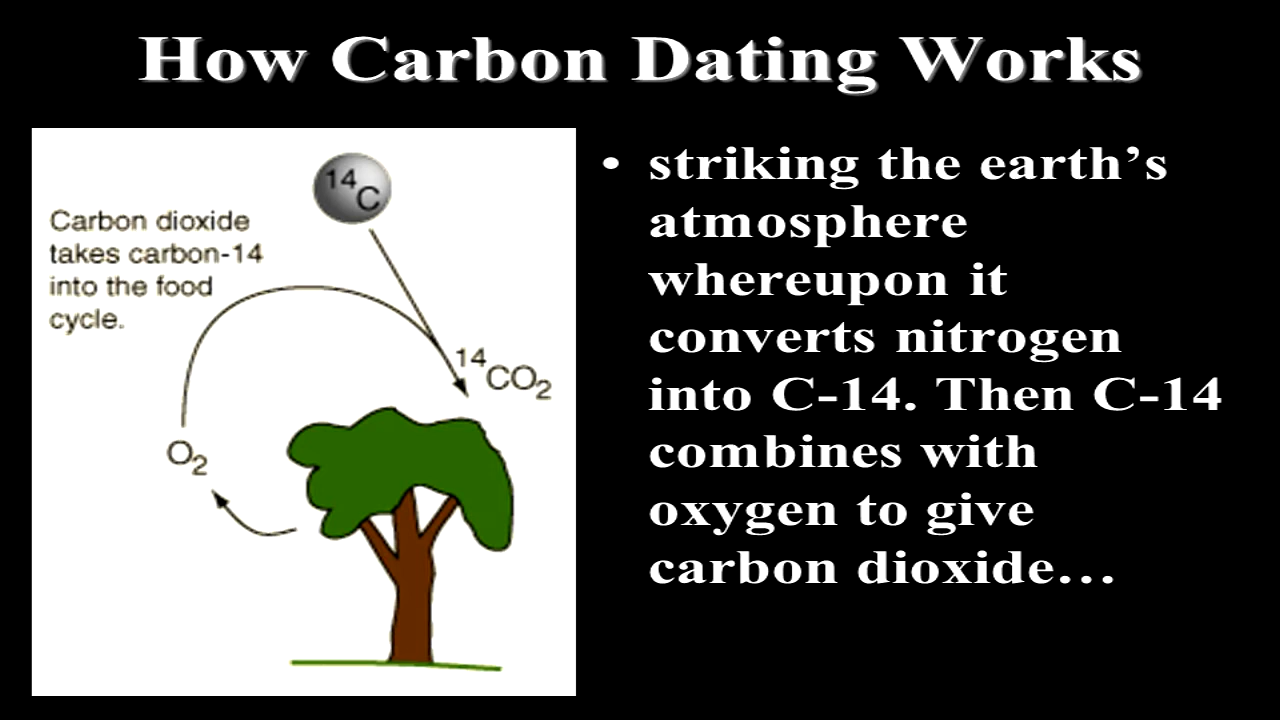 How Carbon Dating Works
¹⁴C
Carbon dioxide
takes carbon-14
into the food
cycle.
¹⁴CO₂
O₂
• striking the earth’s
atmosphere
whereupon it
converts nitrogen
into C-14. Then C-14
combines with
oxygen to give
carbon dioxide…